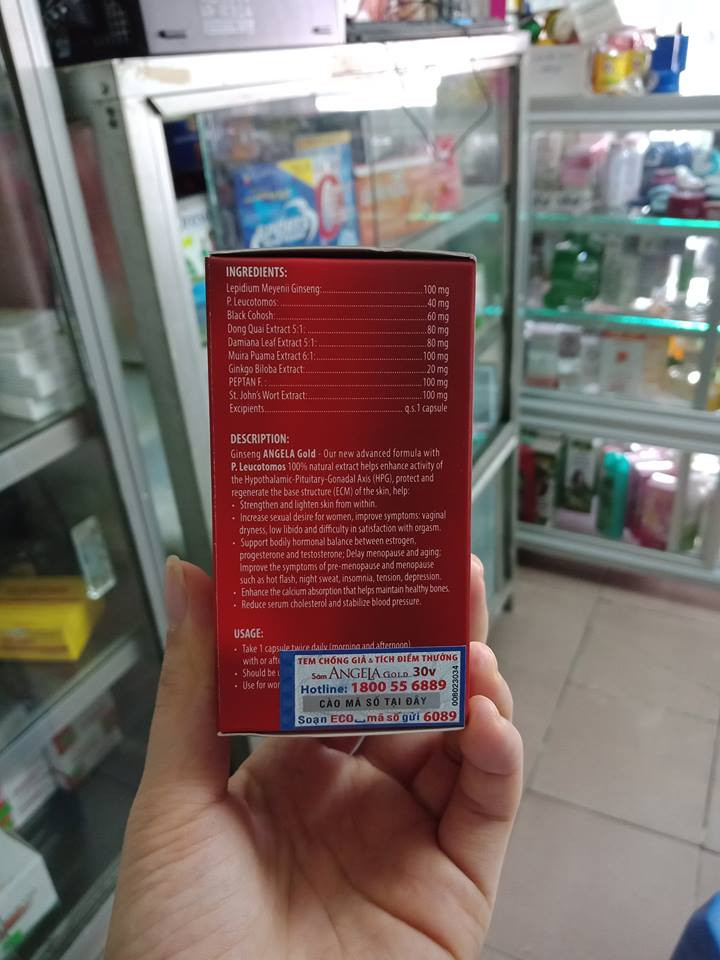 INGREDIENTS:
Lepidium Meyenii Ginseng:..........100 mg
P. Leucotomos:..........40 mg
Black Cohosh:..........60 mg
Dong Quai Extract 5:1:..........80 mg
Damiana Leaf Extract 5:1:..........80 mg
Muira Puama Extract 6:1:..........100 mg
Ginkgo Biloba Extract:..........20 mg
PEPTAN F. :..........100 mg
St. John's Wort Extract:..........100 mg
Excipients..........q.s.1 capsule
DESCRIPTION:
Ginseng ANGELA Gold - Our new advanced formula with
P. Leucotomos 100% natural extract helps enhance activity of
the Hypothalamic-Pituitary-Gonadal Axis (HPG), protect and
regenerate the base structure (ECM) of the skin, help:
• Strengthen and lighten skin from within.
• Increase sexual desire for women, improve symptoms: vaginal
dryness, low libido and difficulty in satisfaction with orgasm.
• Support bodily hormonal balance between estrogen,
progesterone and testosterone; Delay menopause and aging;
Improve the symptoms of pre-menopause and menopause
such as hot flash, night sweat, insomnia, tension, depression.
• Enhance the calcium absorption that helps maintain healthy bones.
• Reduce serum cholesterol and stabilize blood pressure.
USAGE:
• Take 1 capsule twice daily (morning and afternoon)
with or
• Should be
• Use for
TEM CHỐNG GIẢ & TÍCH ĐIỂM THƯỞNG
Sâm ANGELA GOLD 30v
Hotline: 1800 55 6889
CÀO MÃ SỐ TẠI ĐÂY
Soạn ECO mã số gửi 6089
008023034